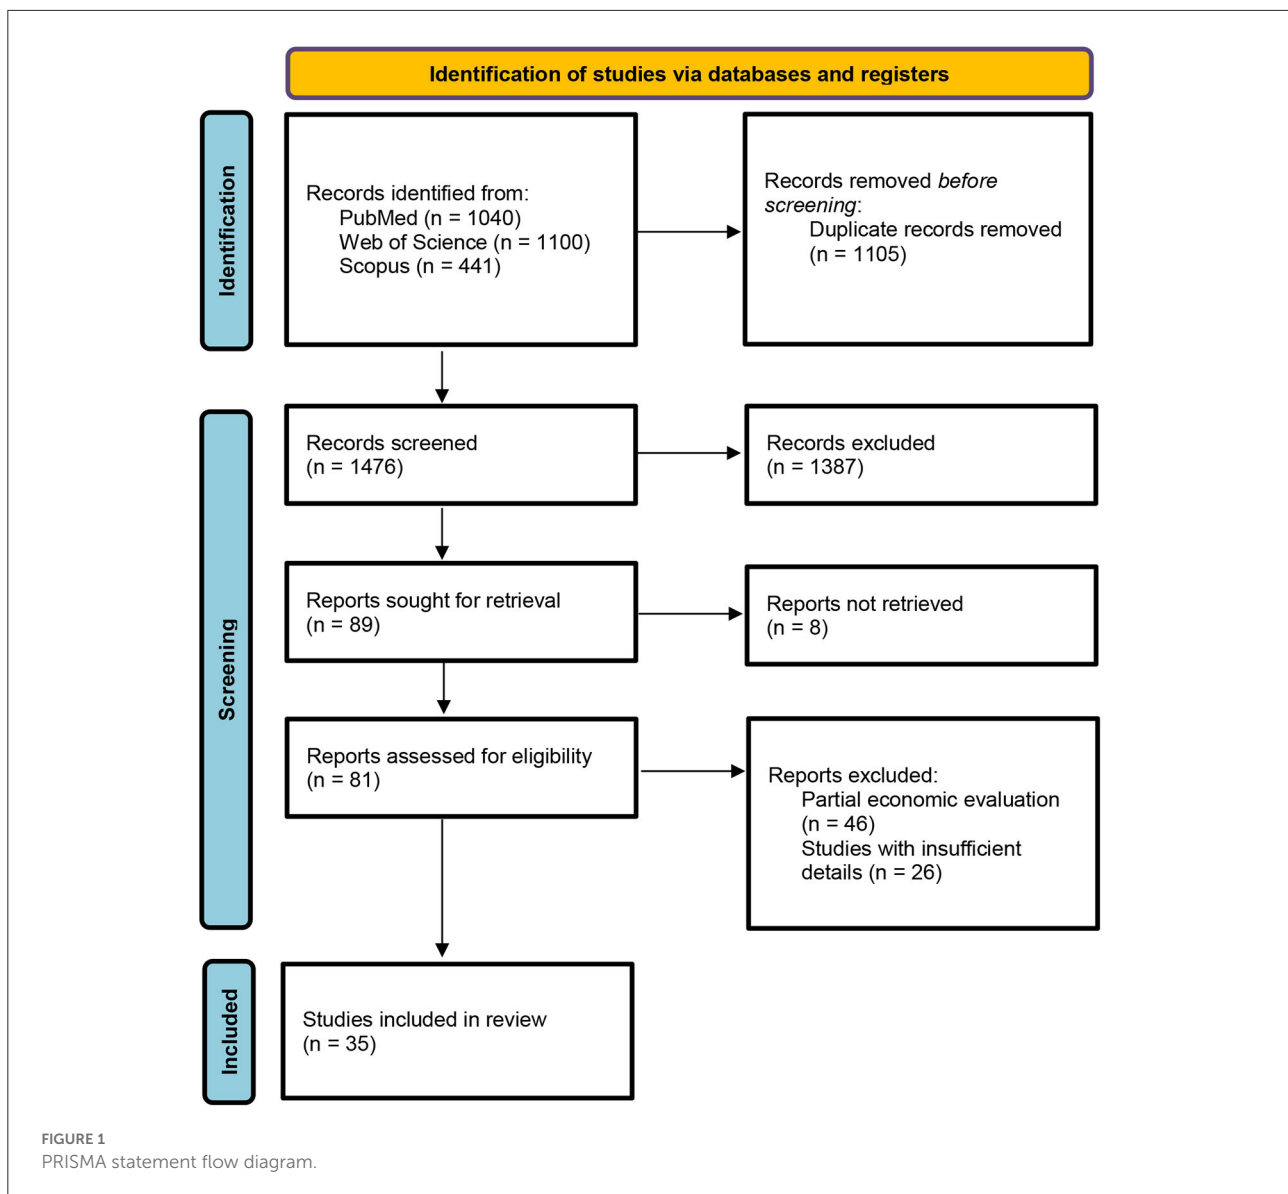 Identification of studies via databases and registers
Identification
Records identified from:
PubMed (n = 1040)
Web of Science (n = 1100)
Scopus (n = 441)
Records removed before
screening:
Duplicate records removed
(n = 1105)
Screening
Records screened
(n = 1476)
Records excluded
(n = 1387)
Reports sought for retrieval
(n = 89)
Reports not retrieved
(n = 8)
Reports assessed for eligibility
(n = 81)
Reports excluded:
Partial economic evaluation
(n = 46)
Studies with insufficient
details (n = 26)
Included
Studies included in review
(n = 35)
FIGURE 1
PRISMA statement flow diagram.